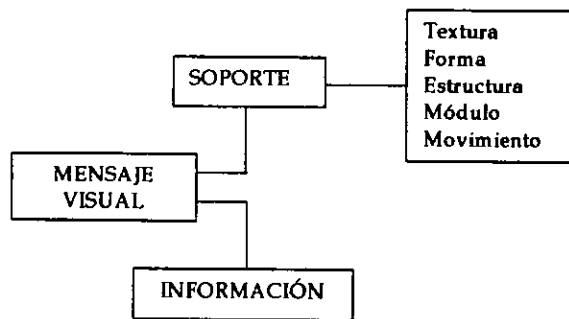 Textura
Forma
Estructura
Módulo
Movimiento
SOPORTE
MENSAJE
VISUAL
INFORMACIÓN